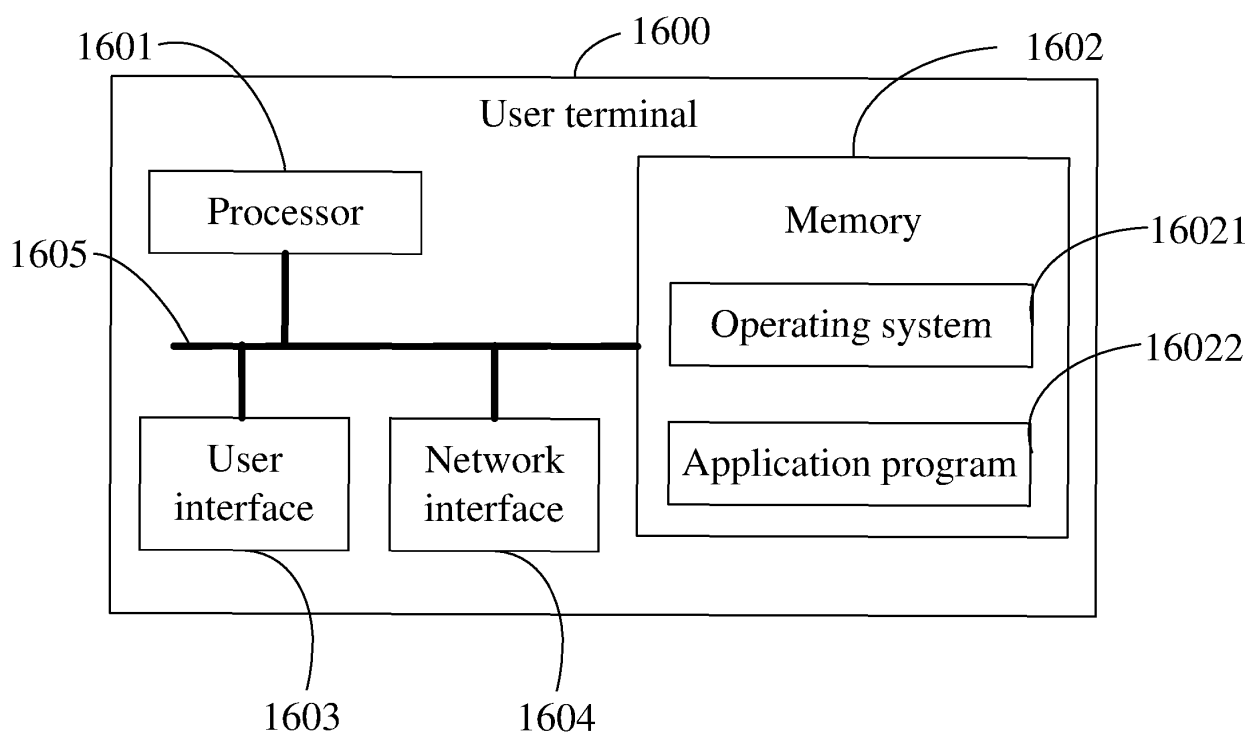 1600
1601
1602
User terminal
Processor
Memory
16021
1605
Operating system
16022
User
interface
Network
interface
Application program
1603
1604